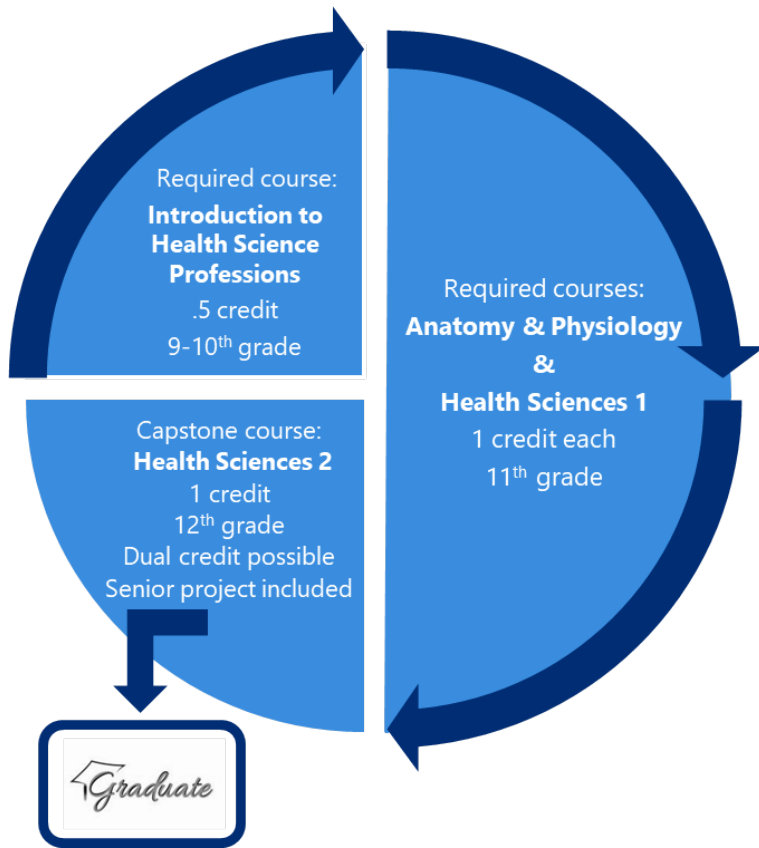 Required course:
Introduction to
Health Science
Professions
.5 credit
9-10th grade
Required courses:
Anatomy & Physiology
&
Health Sciences 1
1 credit each
11th grade
Capstone course:
Health Sciences 2
1 credit
12th grade
Dual credit possible
Senior project included
Graduate